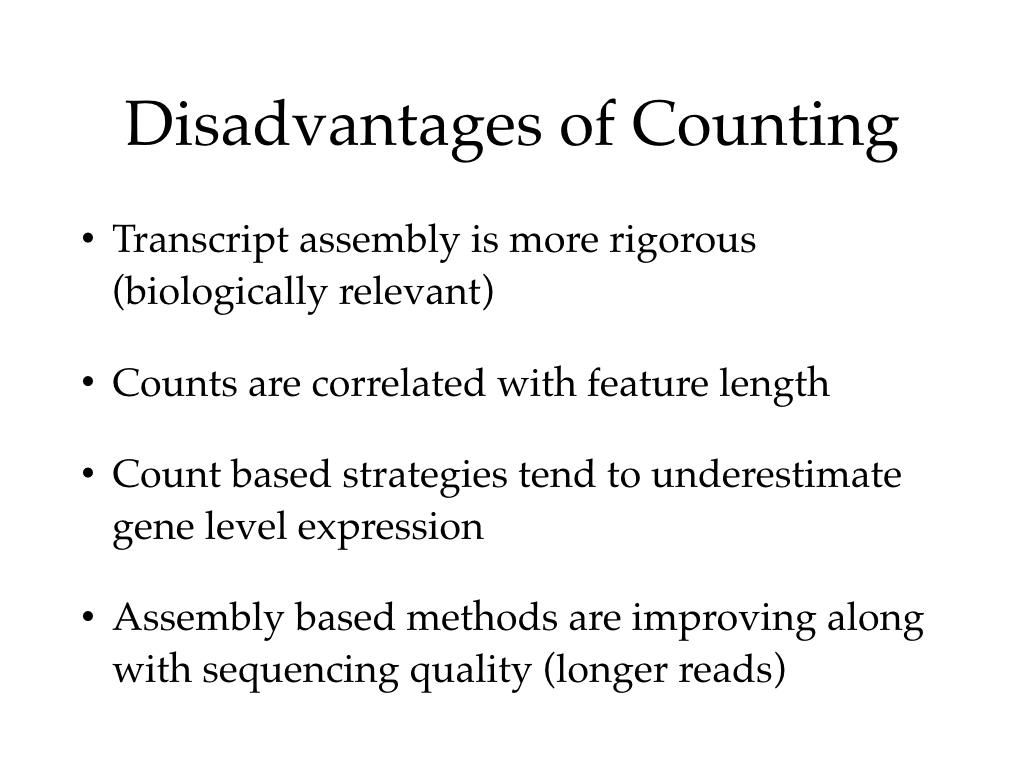 Disadvantages of Counting
• Transcript assembly is more rigorous
(biologically relevant)
• Counts are correlated with feature length
• Count based strategies tend to underestimate
gene level expression
• Assembly based methods are improving along
with sequencing quality (longer reads)